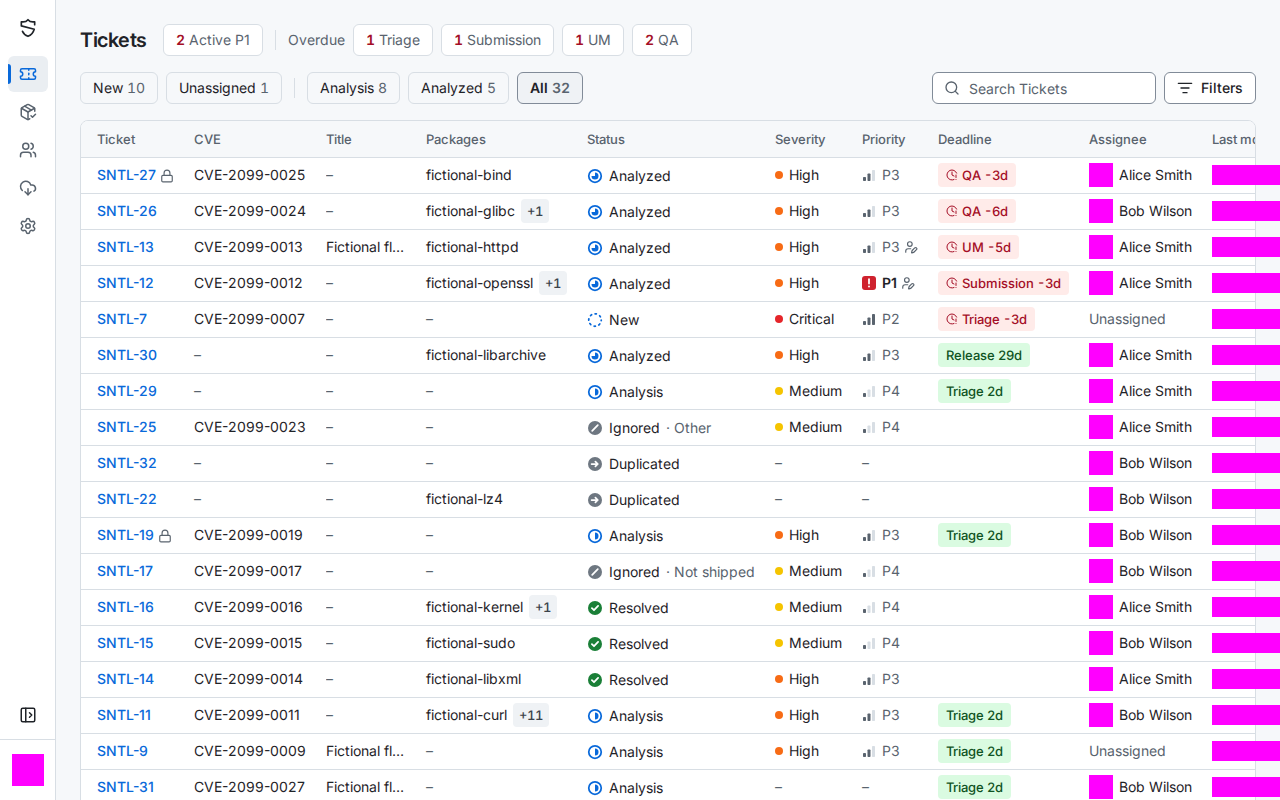 Tickets 2 Active P1 Overdue 1 Triage 1 Submission 1 UM 2 QA
New 10 Unassigned 1 Analysis 8 Analyzed 5 All 32 Search Tickets Filters
Ticket CVE Title Packages Status Severity Priority Deadline Assignee Last mo
SNTL-27 CVE-2099-0025 – fictional-bind Analyzed High P3 QA -3d Alice Smith
SNTL-26 CVE-2099-0024 – fictional-glibc +1 Analyzed High P3 QA -6d Bob Wilson
SNTL-13 CVE-2099-0013 Fictional fl... fictional-httpd Analyzed High P3 UM -5d Alice Smith
SNTL-12 CVE-2099-0012 – fictional-openssl +1 Analyzed High P1 Submission -3d Alice Smith
SNTL-7 CVE-2099-0007 – – New Critical P2 Triage -3d Unassigned
SNTL-30 – – fictional-libarchive Analyzed High P3 Release 29d Alice Smith
SNTL-29 – – – Analysis Medium P4 Triage 2d Alice Smith
SNTL-25 CVE-2099-0023 – – Ignored · Other Medium P4 Alice Smith
SNTL-32 – – – Duplicated – – Bob Wilson
SNTL-22 – – fictional-lz4 Duplicated – – Bob Wilson
SNTL-19 CVE-2099-0019 – – Analysis High P3 Triage 2d Bob Wilson
SNTL-17 CVE-2099-0017 – – Ignored · Not shipped Medium P4 Bob Wilson
SNTL-16 CVE-2099-0016 – fictional-kernel +1 Resolved Medium P4 Alice Smith
SNTL-15 CVE-2099-0015 – fictional-sudo Resolved Medium P4 Bob Wilson
SNTL-14 CVE-2099-0014 – fictional-libxml Resolved High P3 Alice Smith
SNTL-11 CVE-2099-0011 – fictional-curl +11 Analysis High P3 Triage 2d Bob Wilson
SNTL-9 CVE-2099-0009 Fictional fl... – Analysis High P3 Triage 2d Unassigned
SNTL-31 CVE-2099-0027 Fictional fl... – Analysis – – Triage 2d Bob Wilson